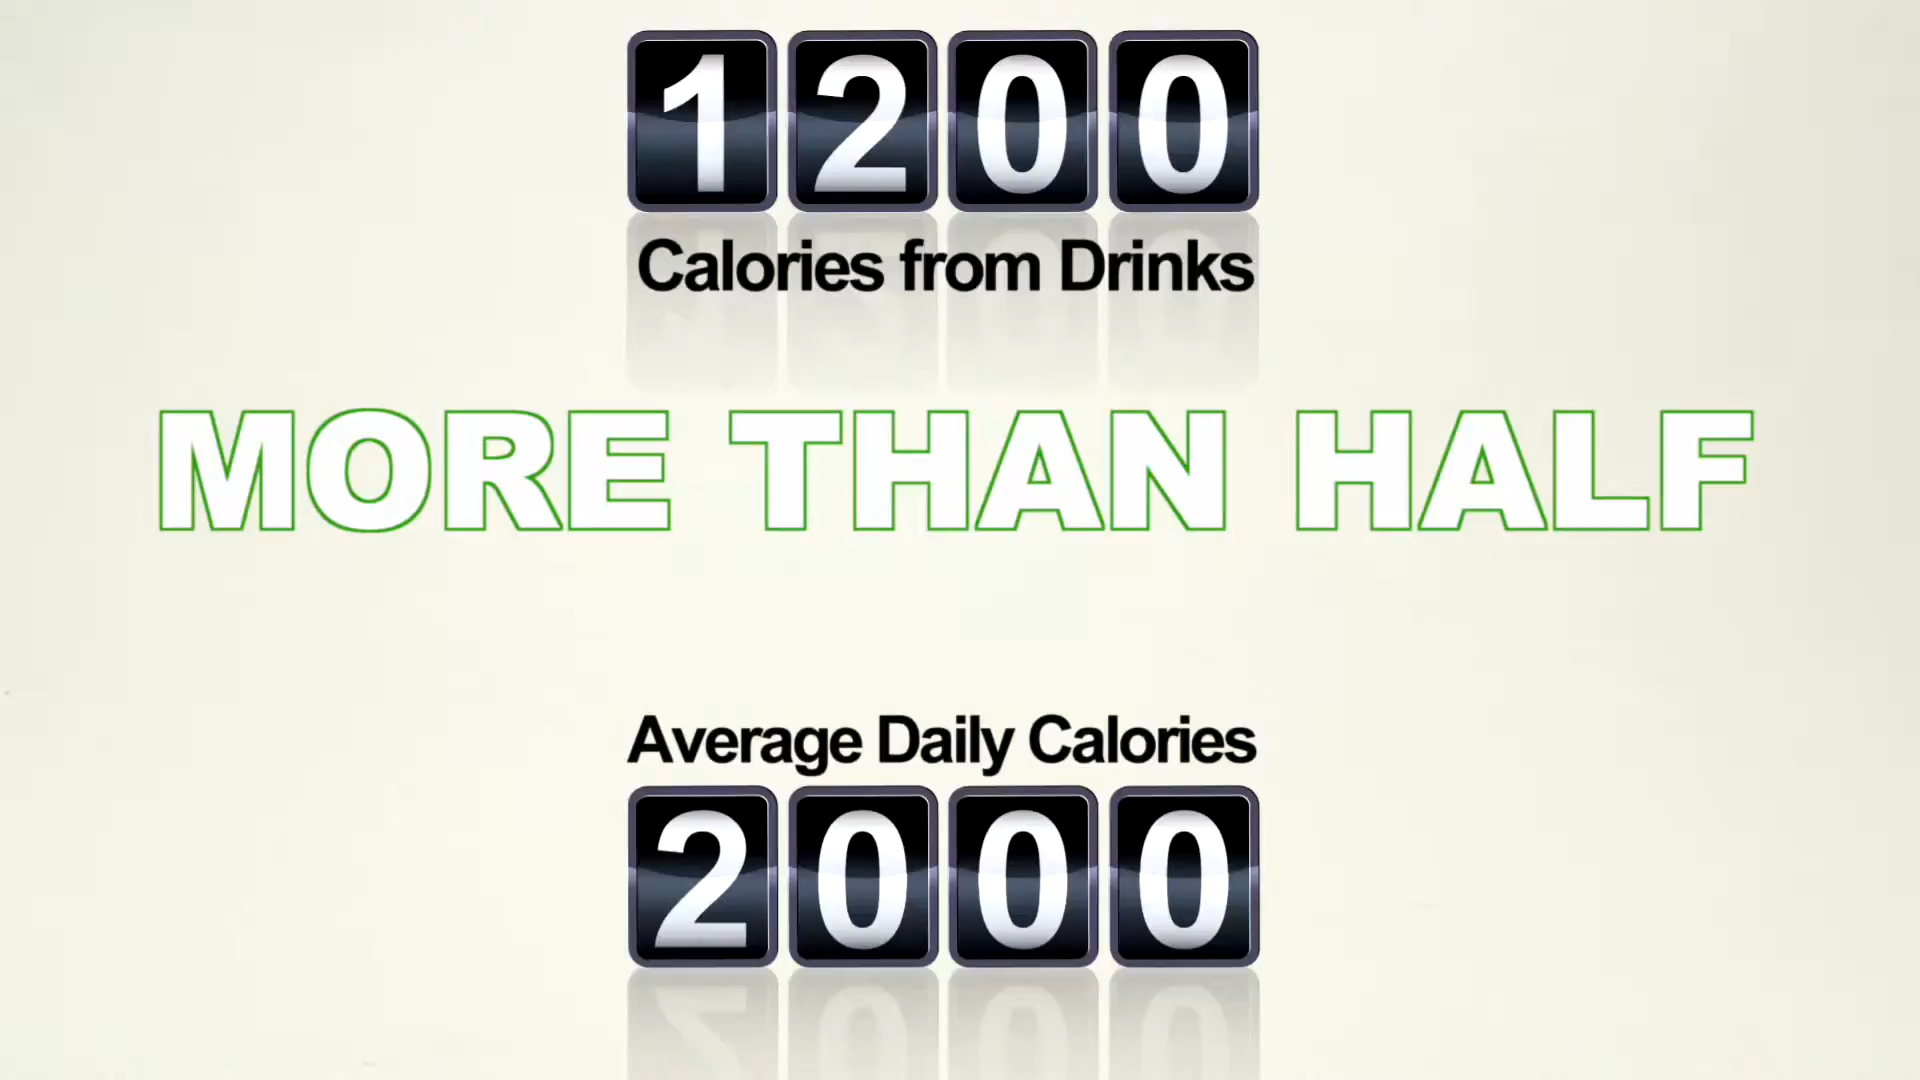 1200
Calories from Drinks
MORE THAN HALF
Average Daily Calories
2000